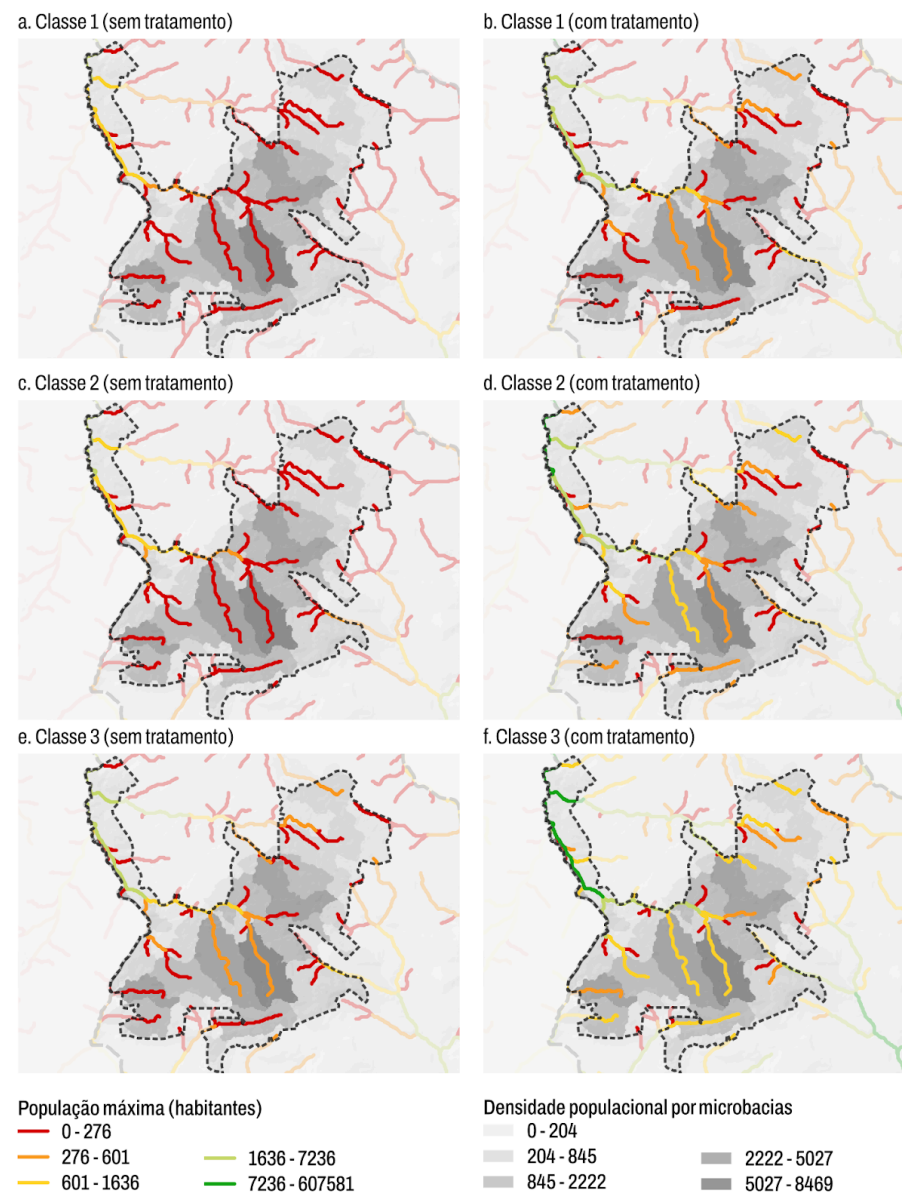 a. Classe 1 (sem tratamento)
b. Classe 1 (com tratamento)
c. Classe 2 (sem tratamento)
d. Classe 2 (com tratamento)
e. Classe 3 (sem tratamento)
f. Classe 3 (com tratamento)
População máxima (habitantes)
0 - 276
276 - 601
601 - 1636
1636 - 7236
7236 - 607581
Densidade populacional por microbacias
0 - 204
204 - 845
845 - 2222
2222 - 5027
5027 - 8469